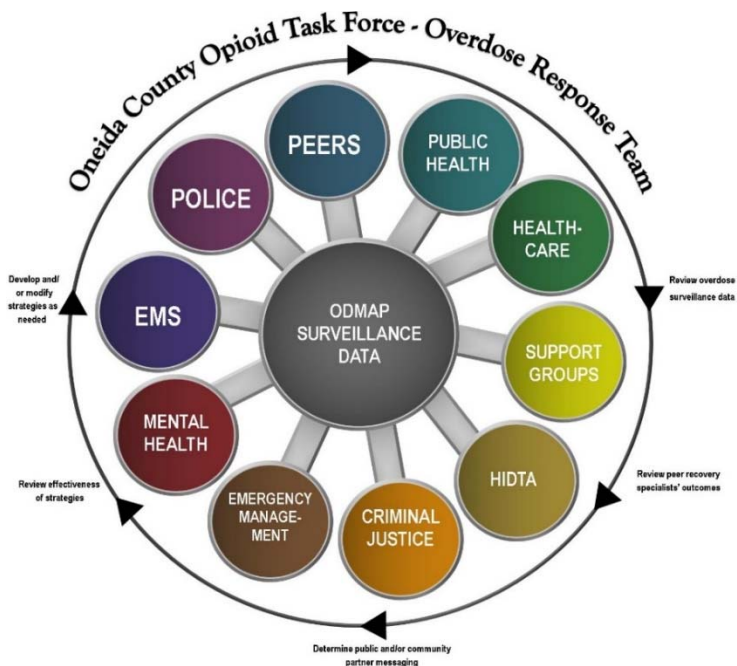 Oneida County Opioid Task Force - Overdose Response Team
PEERS
PUBLIC
HEALTH
HEALTH-
CARE
SUPPORT
GROUPS
HIDTA
CRIMINAL
JUSTICE
EMERGENCY
MANAGE-
MENT
MENTAL
HEALTH
EMS
POLICE
ODMAP
SURVEILLANCE
DATA
Review overdose
surveillance data
Review peer recovery
specialists' outcomes
Determine public and/or community
partner messaging
Review effectiveness
of strategies
Develop and/
or modify
strategies as
needed